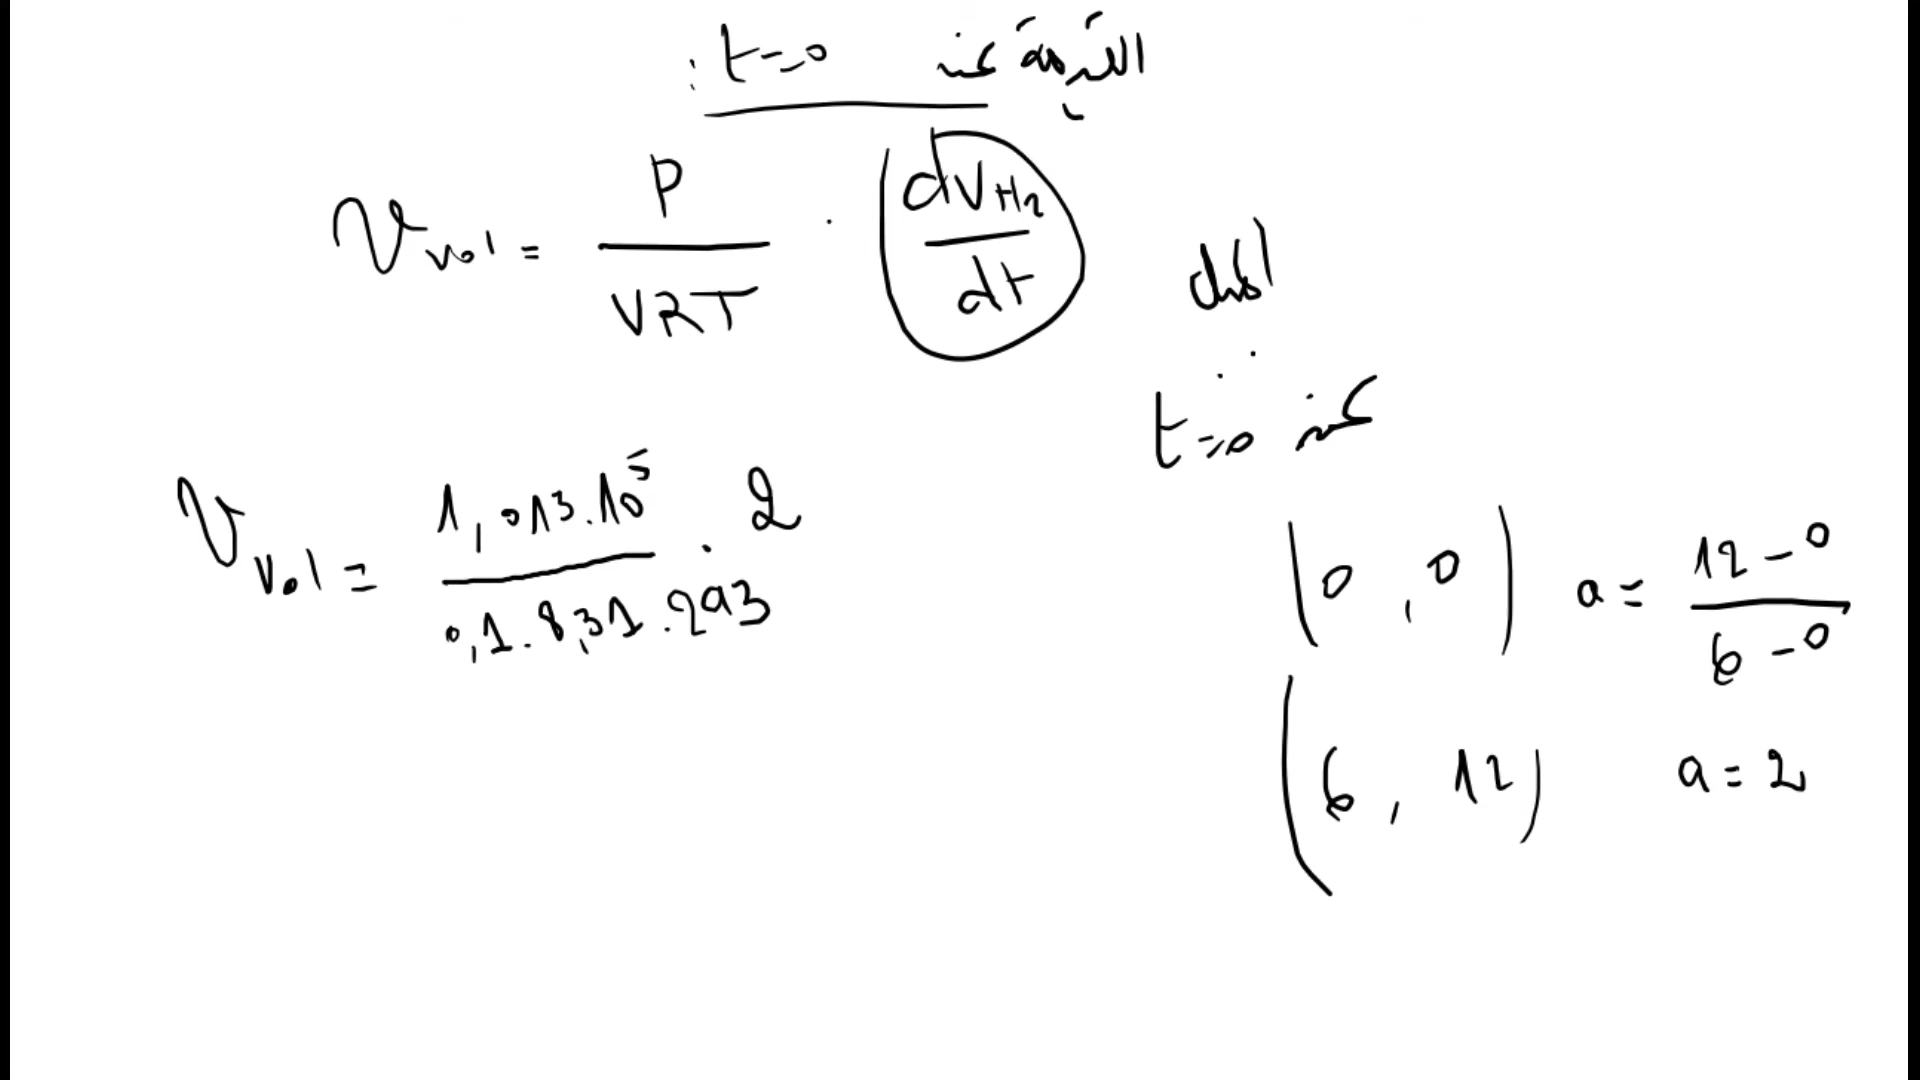 السرعة عند t=0 :
V_vol = P / VRT . (dV_H2 / dt)
الميل
عند t=0
V_vol = 1,013.10^5 / 0,1.8,31.293 . 2
(0 , 0) a = 12-0 / 6-0
(6 , 12) a = 2